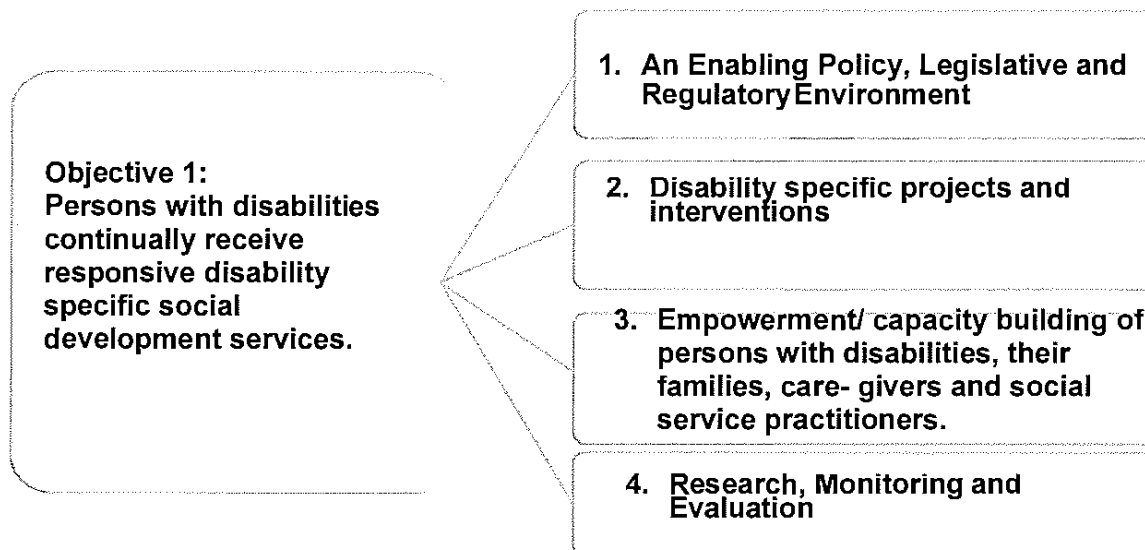 Objective 1:
Persons with disabilities
continually receive
responsive disability
specific social
development services.
1. An Enabling Policy, Legislative and
Regulatory Environment
2. Disability specific projects and
interventions
3. Empowerment/ capacity building of
persons with disabilities, their
families, care- givers and social
service practitioners.
4. Research, Monitoring and
Evaluation